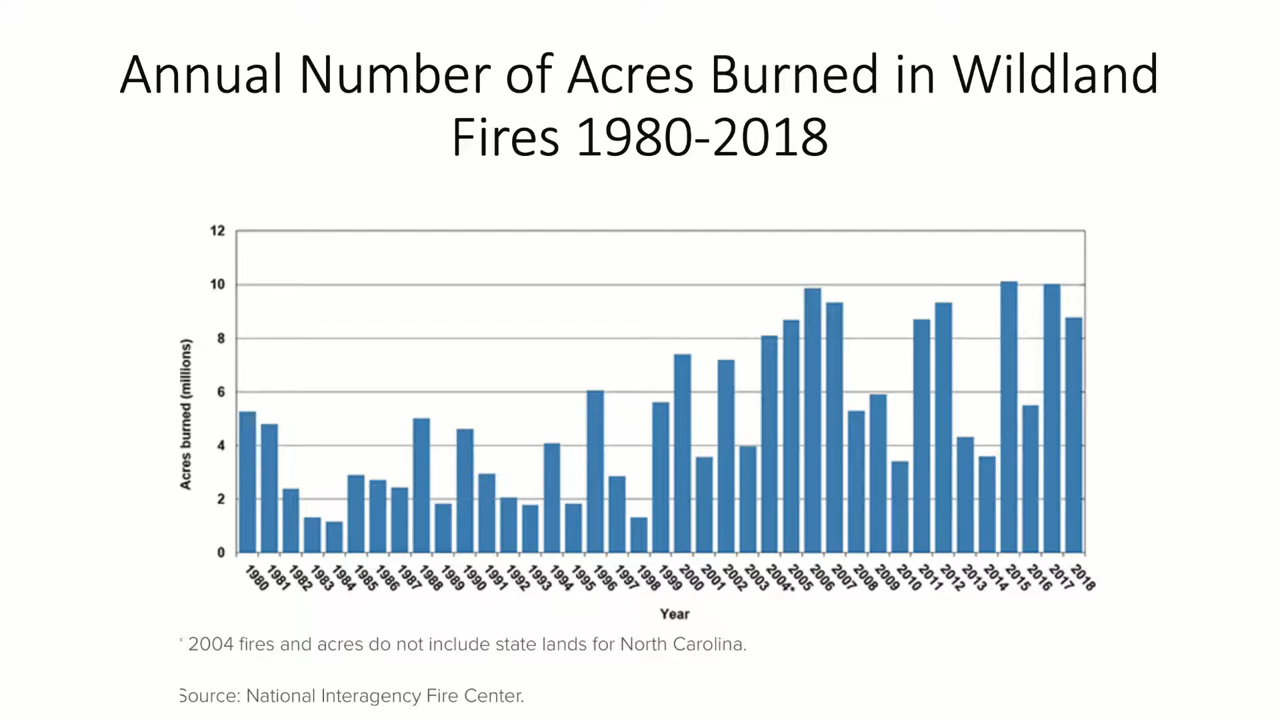 Annual Number of Acres Burned in Wildland
Fires 1980-2018
12
10
8
6
4
2
0
Acres burned (millions)
1980 1981 1982 1983 1984 1985 1986 1987 1988 1989 1990 1991 1992 1993 1994 1995 1996 1997 1998 1999 2000 2001 2002 2003 2004* 2005 2006 2007 2008 2009 2010 2011 2012 2013 2014 2015 2016 2017 2018
Year
* 2004 fires and acres do not include state lands for North Carolina.
Source: National Interagency Fire Center.